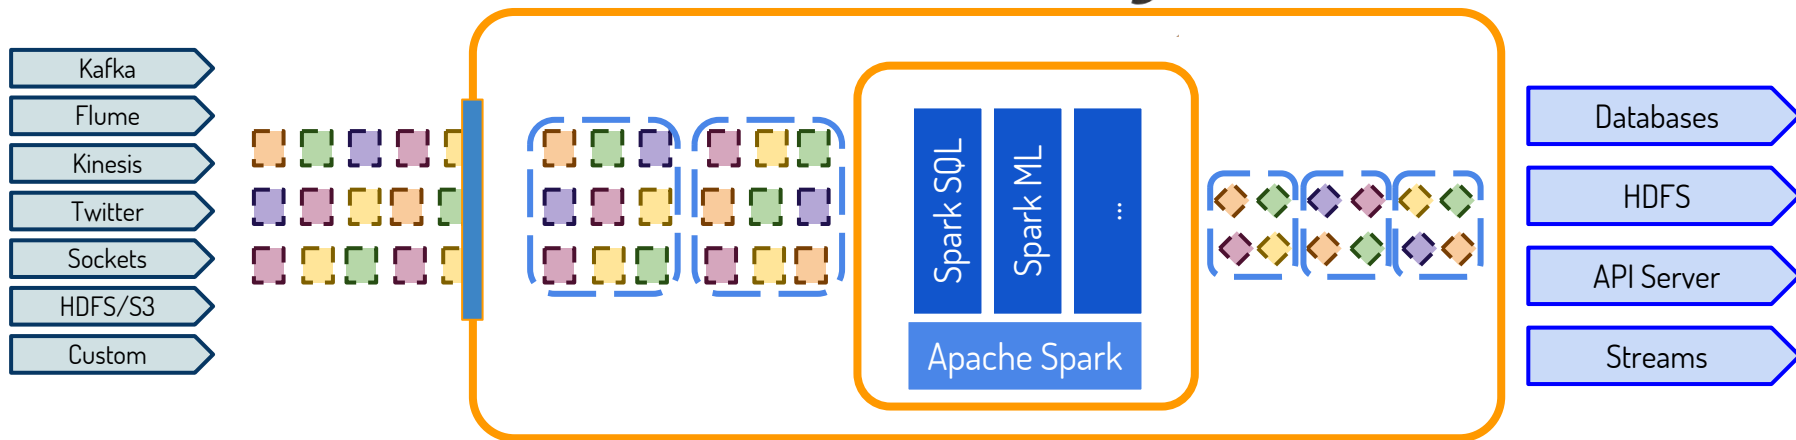 Kafka
Flume
Kinesis
Twitter
Sockets
HDFS/S3
Custom
Spark SQL
Spark ML
...
Apache Spark
Databases
HDFS
API Server
Streams